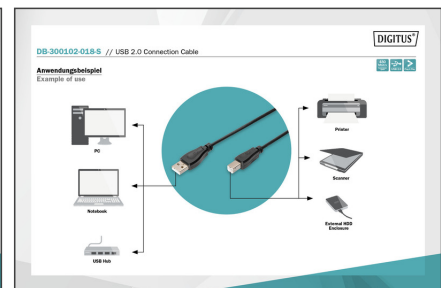 DIGITUS®
DB-300102-018-S // USB 2.0 Connection Cable
Anwendungsbeispiel
Example of use
PC
Notebook
USB Hub
Printer
Scanner
External HDD
Enclosure